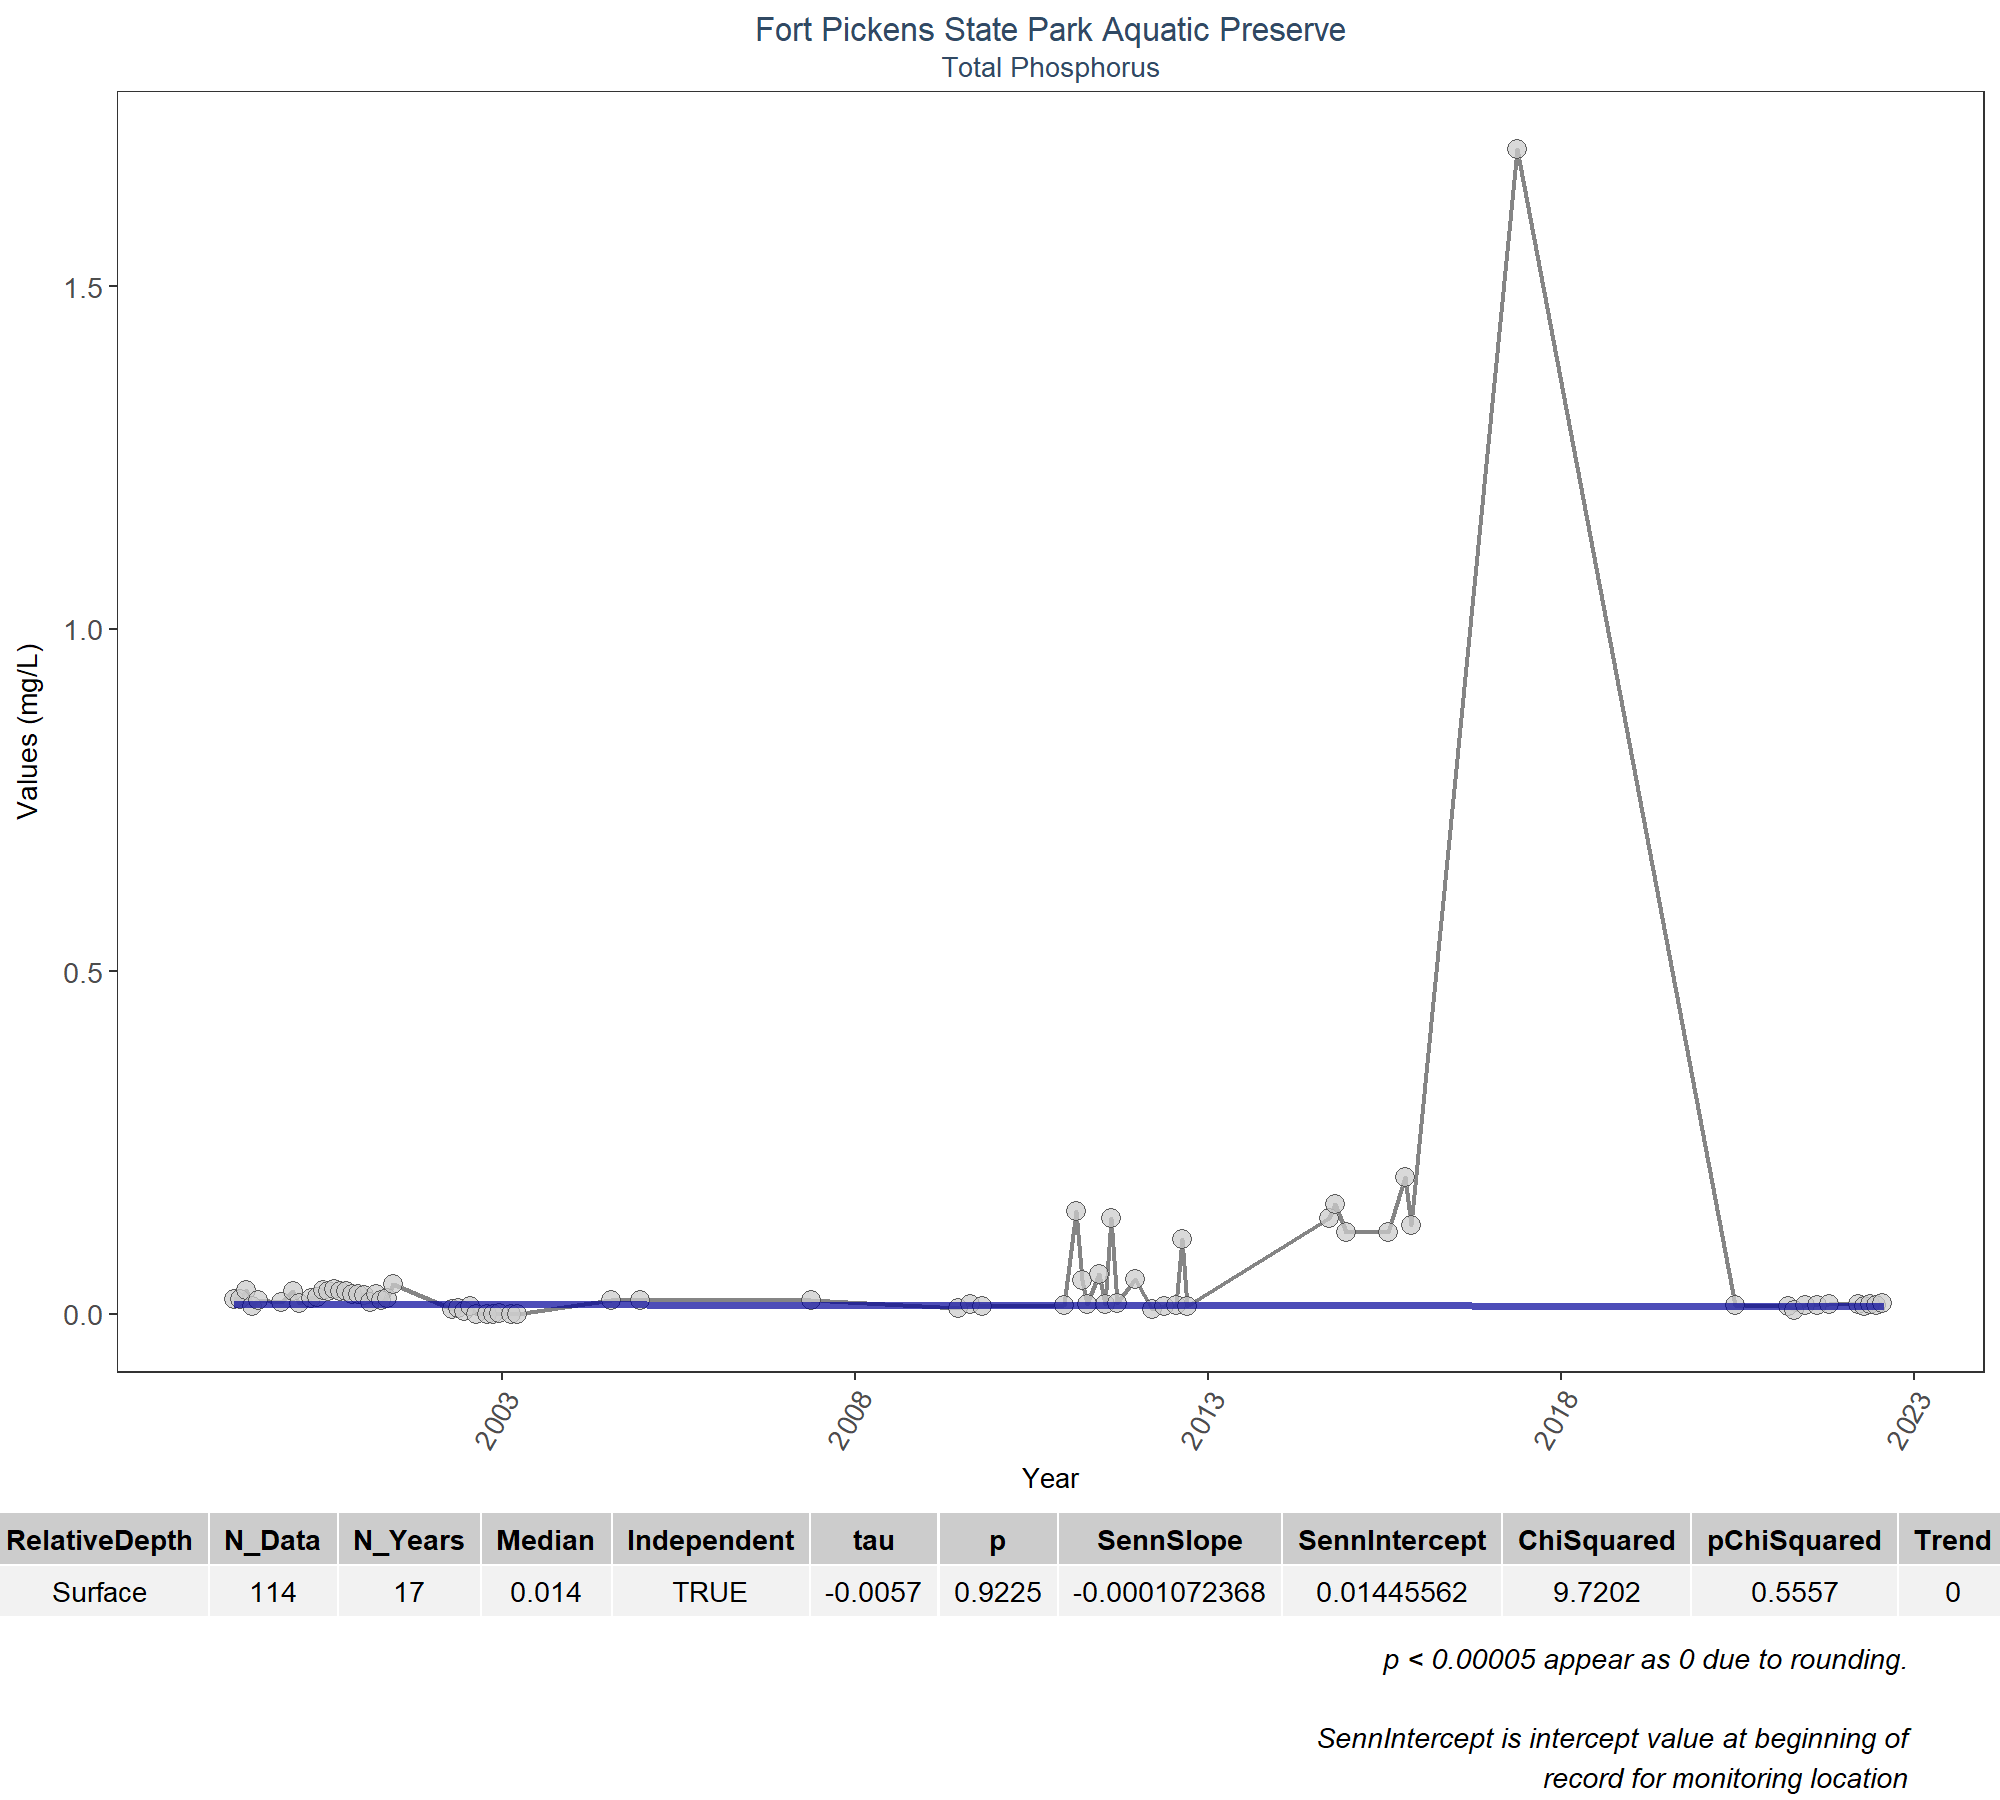 Fort Pickens State Park Aquatic Preserve
Total Phosphorus
Values (mg/L)
1.5
1.0
0.5
0.0
2003 2008 2013 2018 2023
Year
RelativeDepth N_Data N_Years Median Independent tau p SennSlope SennIntercept ChiSquared pChiSquared Trend
Surface 114 17 0.014 TRUE -0.0057 0.9225 -0.0001072368 0.01445562 9.7202 0.5557 0
p < 0.00005 appear as 0 due to rounding.
SennIntercept is intercept value at beginning of
record for monitoring location